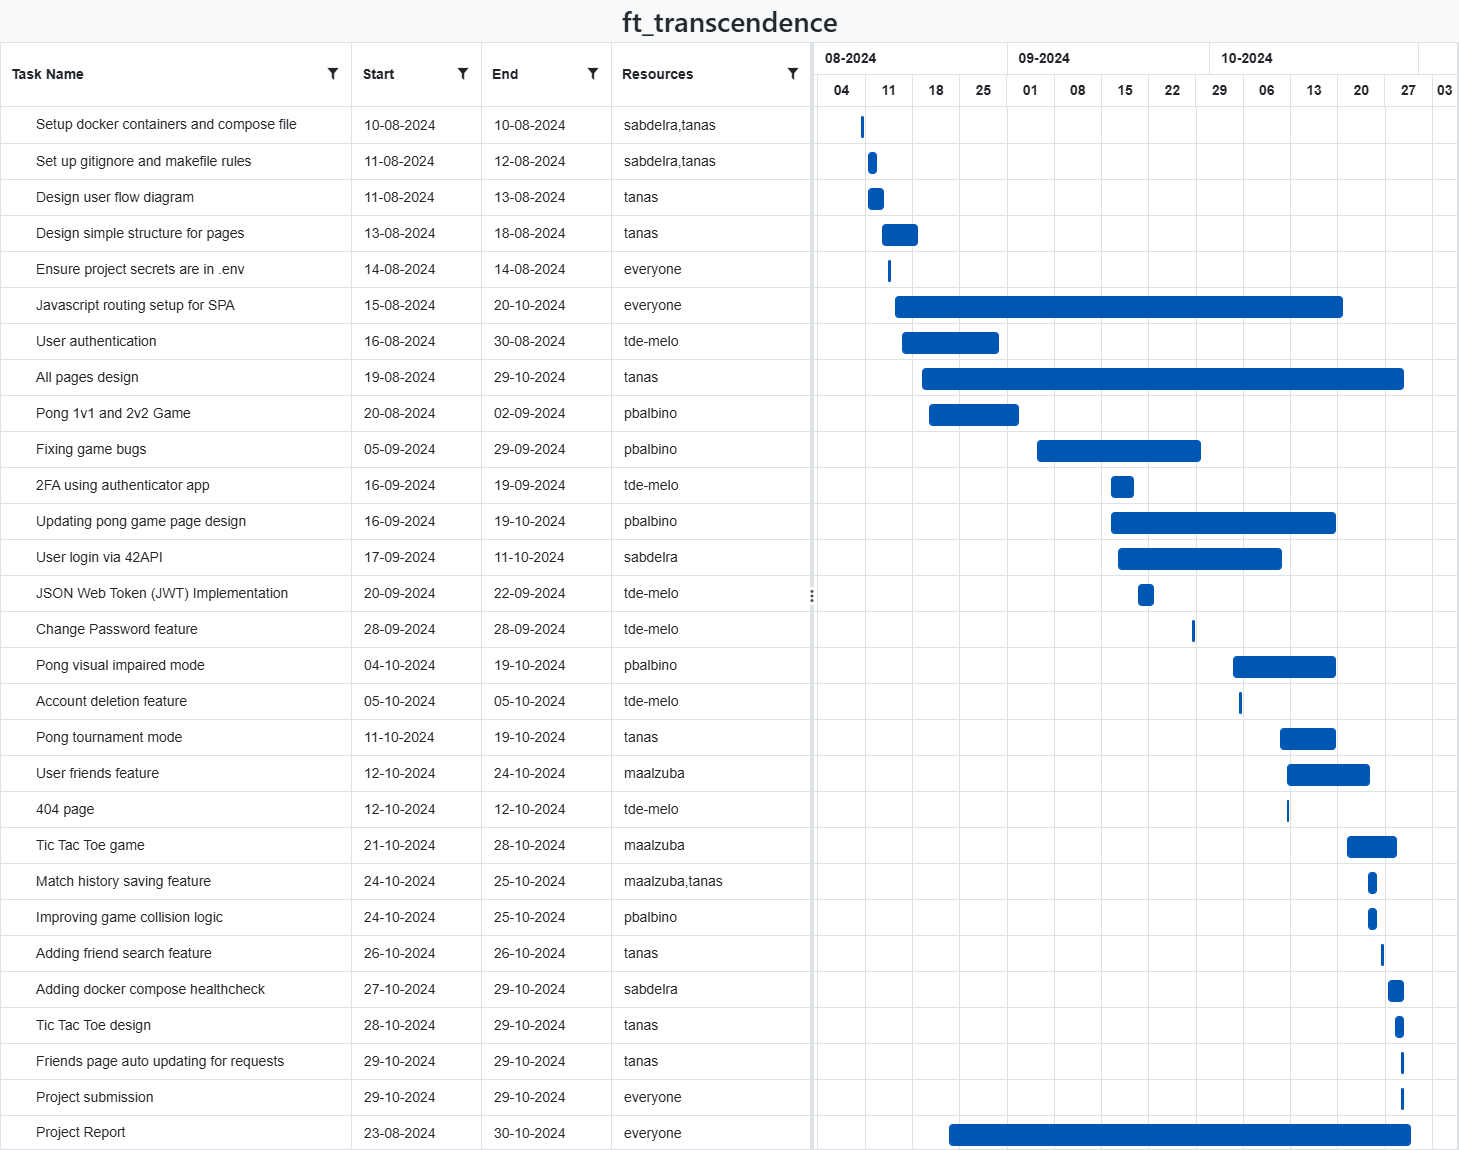 ft_transcendence
Task Name Start End Resources 08-2024 09-2024 10-2024
04 11 18 25 01 08 15 22 29 06 13 20 27 03
Setup docker containers and compose file 10-08-2024 10-08-2024 sabdelra,tanas
Set up gitignore and makefile rules 11-08-2024 12-08-2024 sabdelra,tanas
Design user flow diagram 11-08-2024 13-08-2024 tanas
Design simple structure for pages 13-08-2024 18-08-2024 tanas
Ensure project secrets are in .env 14-08-2024 14-08-2024 everyone
Javascript routing setup for SPA 15-08-2024 20-10-2024 everyone
User authentication 16-08-2024 30-08-2024 tde-melo
All pages design 19-08-2024 29-10-2024 tanas
Pong 1v1 and 2v2 Game 20-08-2024 02-09-2024 pbalbino
Fixing game bugs 05-09-2024 29-09-2024 pbalbino
2FA using authenticator app 16-09-2024 19-09-2024 tde-melo
Updating pong game page design 16-09-2024 19-10-2024 pbalbino
User login via 42API 17-09-2024 11-10-2024 sabdelra
JSON Web Token (JWT) Implementation 20-09-2024 22-09-2024 tde-melo
Change Password feature 28-09-2024 28-09-2024 tde-melo
Pong visual impaired mode 04-10-2024 19-10-2024 pbalbino
Account deletion feature 05-10-2024 05-10-2024 tde-melo
Pong tournament mode 11-10-2024 19-10-2024 tanas
User friends feature 12-10-2024 24-10-2024 maalzuba
404 page 12-10-2024 12-10-2024 tde-melo
Tic Tac Toe game 21-10-2024 28-10-2024 maalzuba
Match history saving feature 24-10-2024 25-10-2024 maalzuba,tanas
Improving game collision logic 24-10-2024 25-10-2024 pbalbino
Adding friend search feature 26-10-2024 26-10-2024 tanas
Adding docker compose healthcheck 27-10-2024 29-10-2024 sabdelra
Tic Tac Toe design 28-10-2024 29-10-2024 tanas
Friends page auto updating for requests 29-10-2024 29-10-2024 tanas
Project submission 29-10-2024 29-10-2024 everyone
Project Report 23-08-2024 30-10-2024 everyone